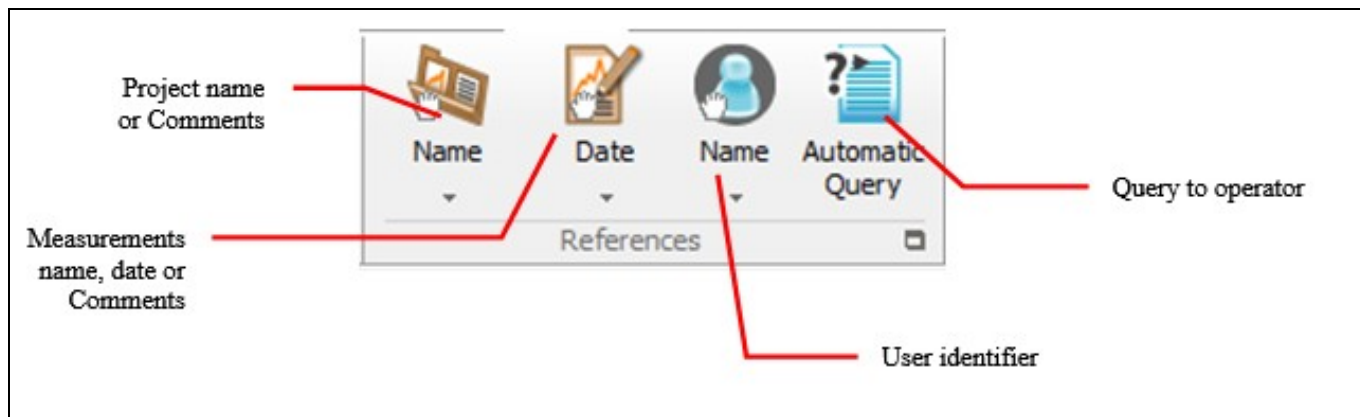 Project name
or Comments
Name
Date
Name
Automatic
Query
Query to operator
Measurements
name, date or
Comments
References
User identifier